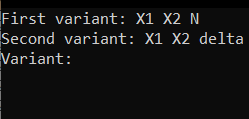 First variant: X1 X2 N
Second variant: X1 X2 delta
Variant: